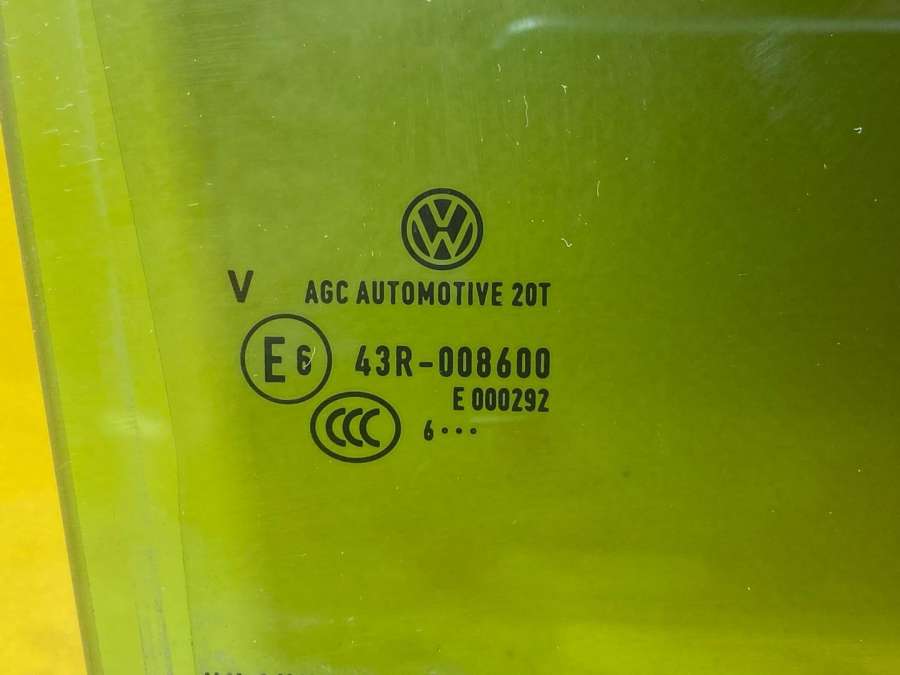 V AGC AUTOMOTIVE 20T
E6 43R-008600
E 000292
CCC 6...